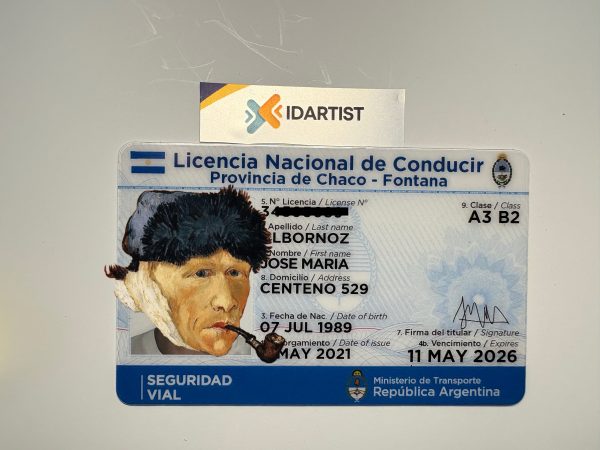 IDARTIST
Licencia Nacional de Conducir
Provincia de Chaco - Fontana
5. Nº Licencia / License Nº
9. Clase / Class
A3 B2
Apellido / Last name
LBORNOZ
Nombre / First name
JOSE MARIA
8. Domicilio / Address
CENTENO 529
3. Fecha de Nac. / Date of birth
07 JUL 1989
7. Firma del titular / Signature
orgamiento / Date of issue
MAY 2021
4b. Vencimiento / Expires
11 MAY 2026
SEGURIDAD
VIAL
Ministerio de Transporte
República Argentina